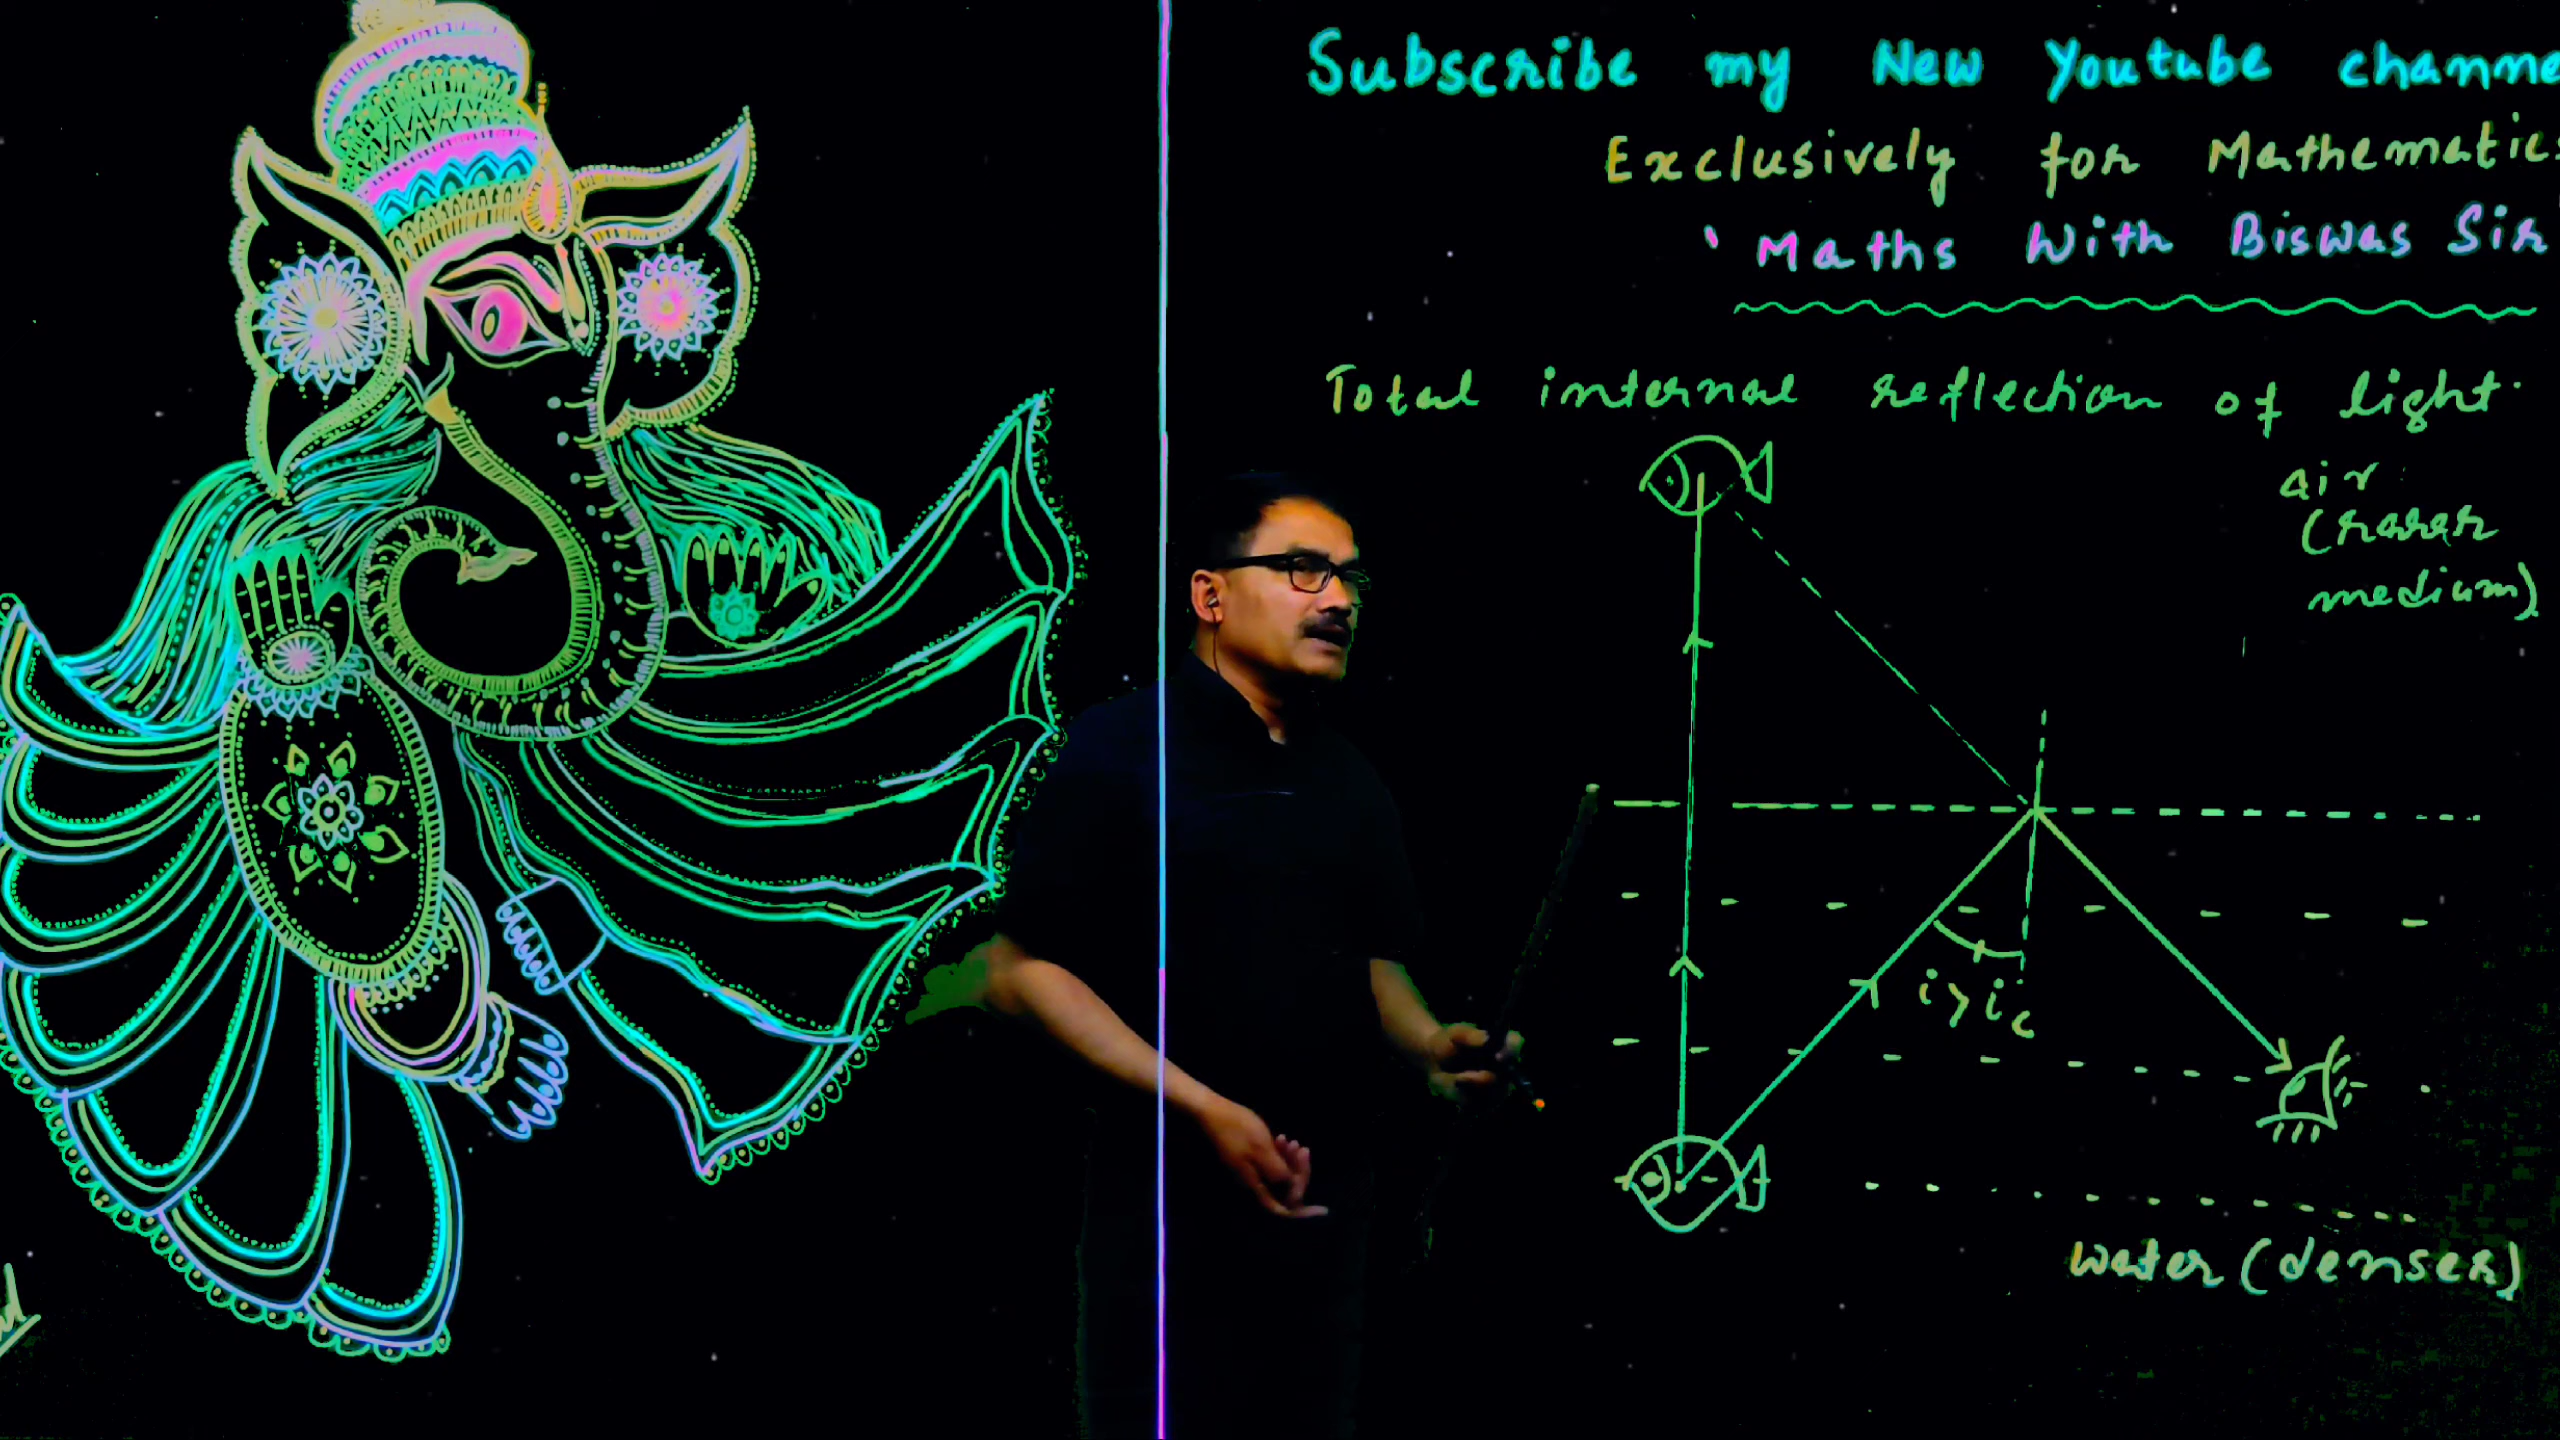 Subscribe my New Youtube channe
Exclusively for Mathematics
'Maths With Biswas Sir
Total internal reflection of light.
air
(rarer
medium)
i > ic
water (denser)